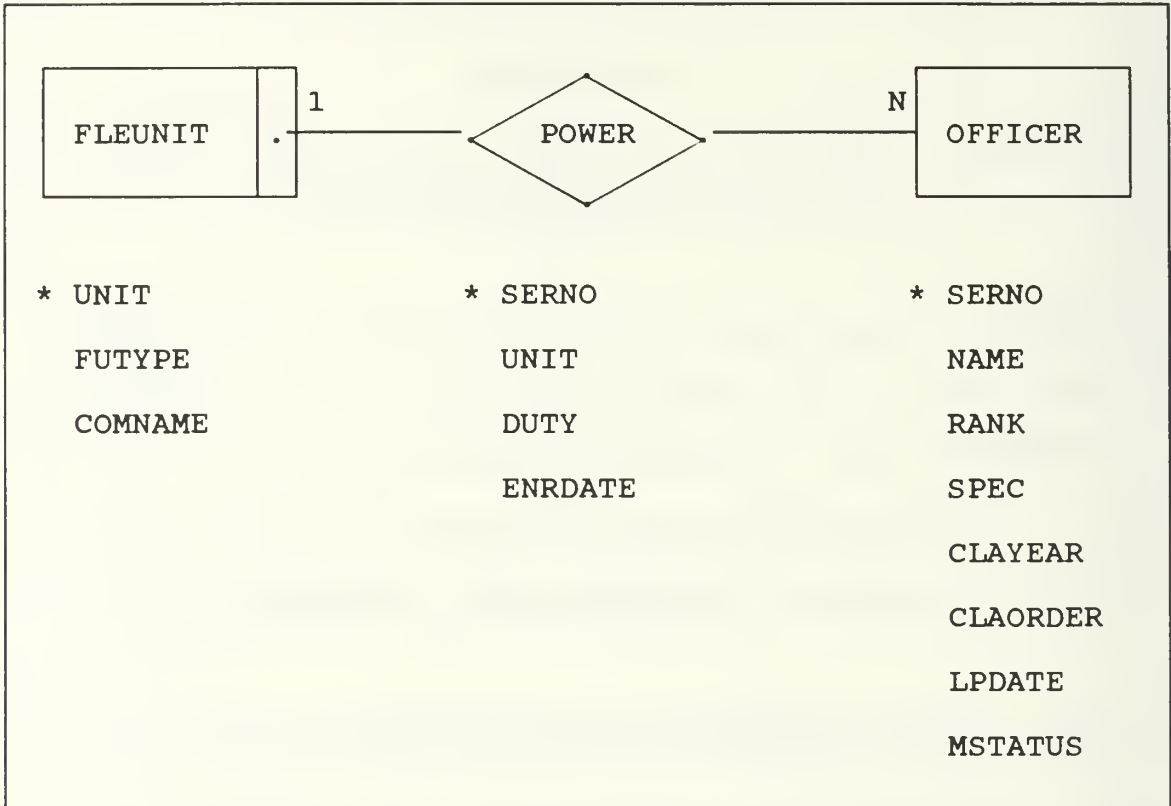 1 N
FLEUNIT . POWER OFFICER
* UNIT * SERNO * SERNO
FUTYPE UNIT NAME
COMNAME DUTY RANK
ENRDATE SPEC
CLAYEAR
CLAORDER
LPDATE
MSTATUS